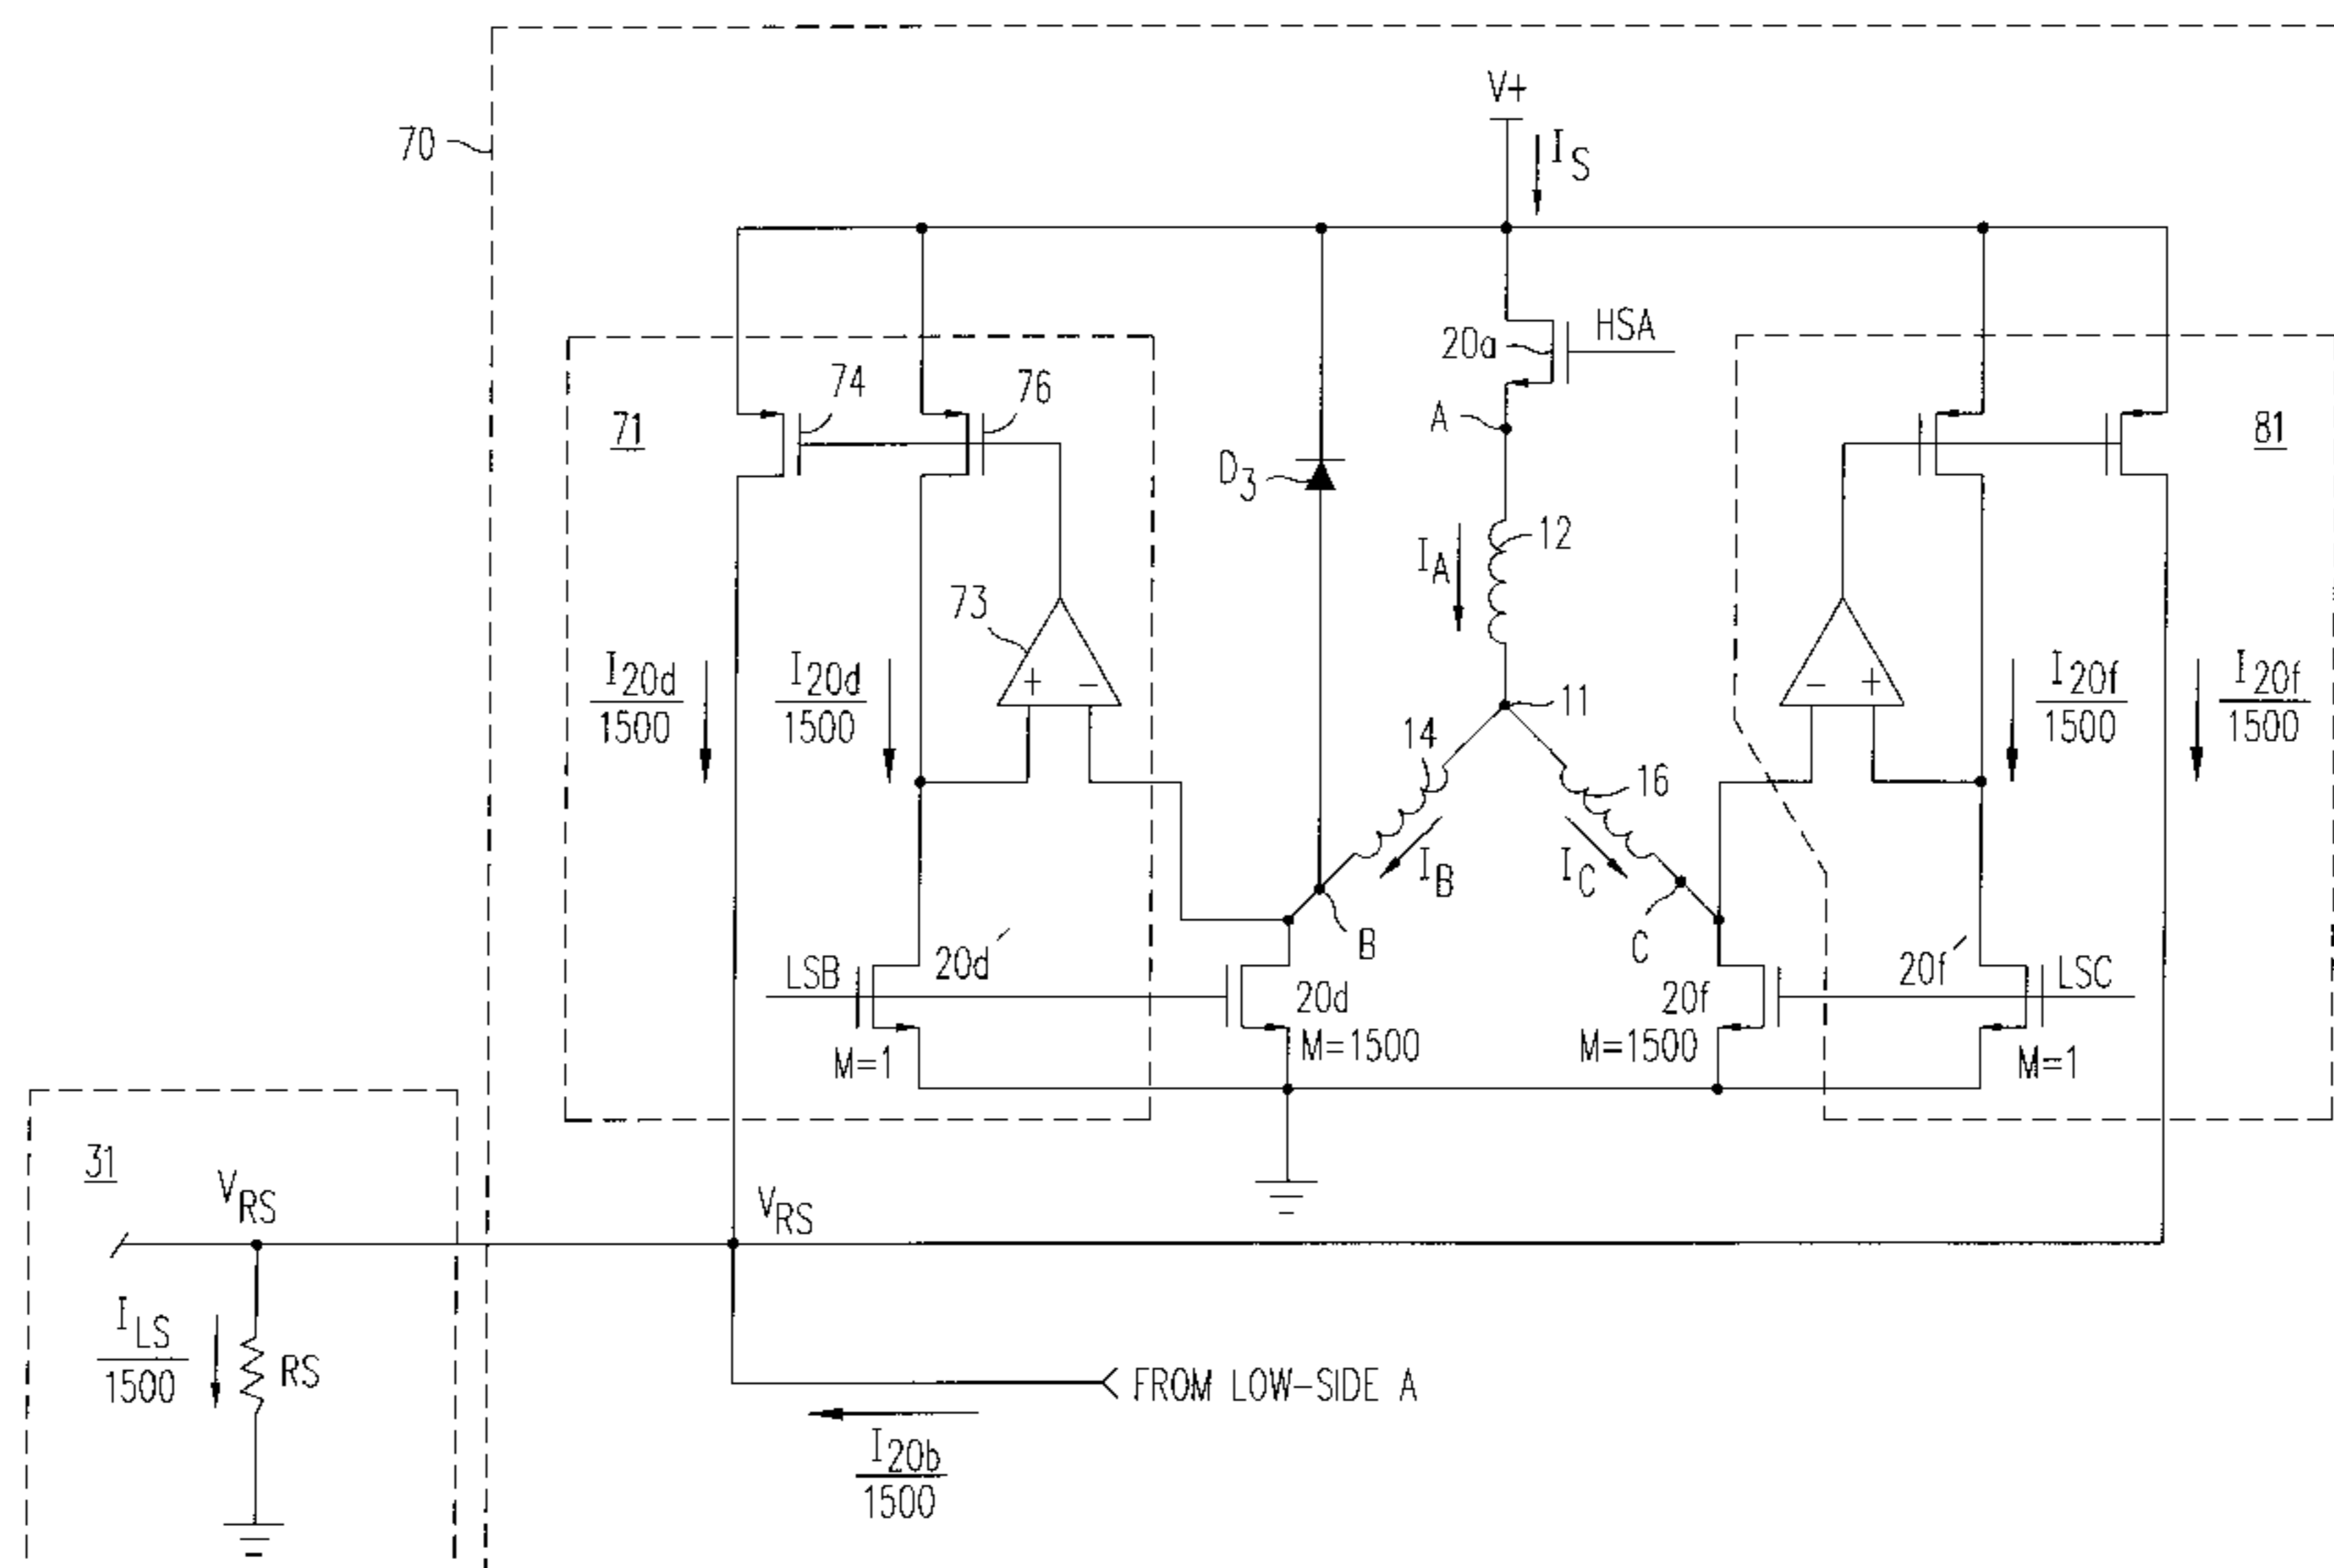 70
V+
I_S
HSA
20a
A
74
76
71
81
D_3
12
I_A
73
I_20d
1500
I_20d
1500
+ -
- +
11
I_20f
1500
I_20f
1500
14
16
I_B
I_C
B
C
LSB
20d'
20d
M=1500
M=1
20f
M=1500
20f'
LSC
M=1
31
V_RS
V_RS
I_LS
1500
RS
FROM LOW-SIDE A
I_20b
1500